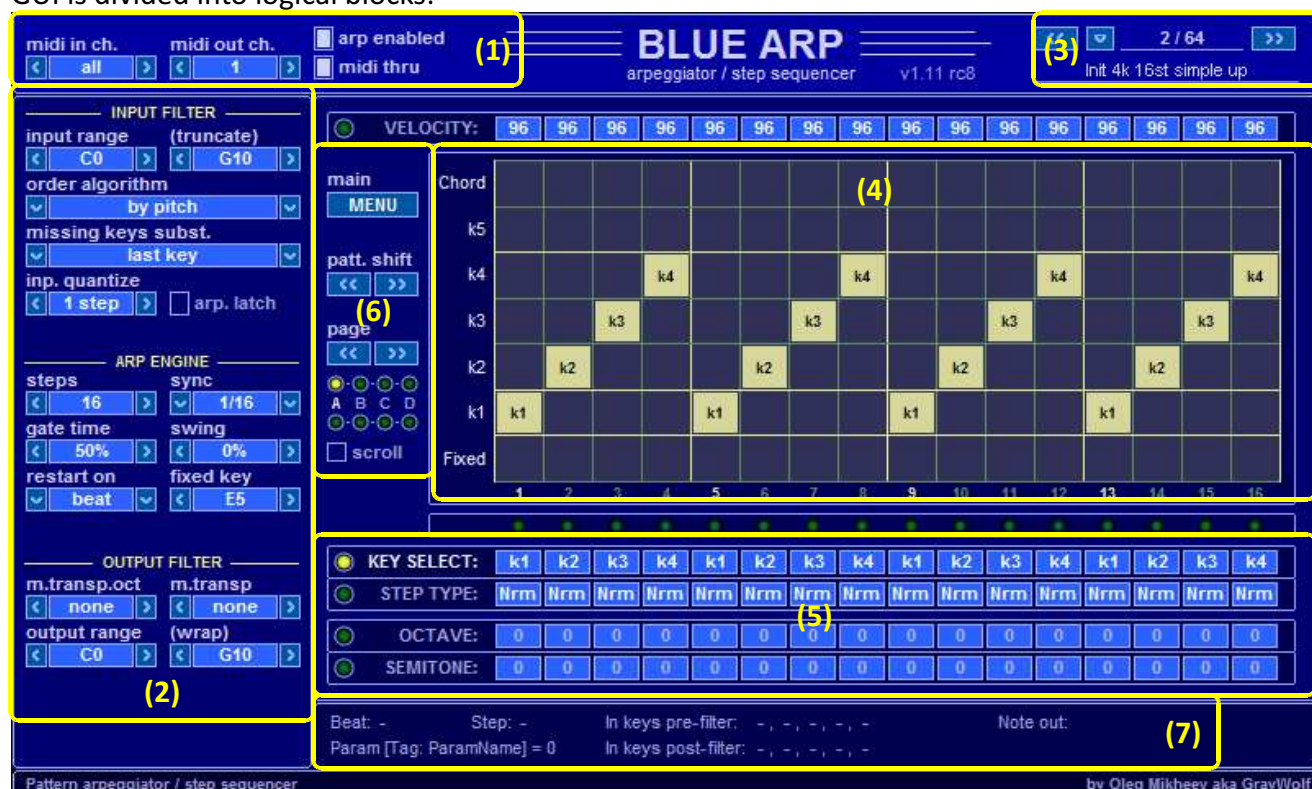 GUI is divided into logical blocks:
midi in ch. midi out ch. arp enabled
< all > < 1 > midi thru
(1)
BLUE ARP
arpeggiator / step sequencer v1.11 rc8
(3) << 2 / 64 >>
Init 4k 16st simple up
INPUT FILTER
input range (truncate)
< C0 > < G10 >
order algorithm
by pitch
missing keys subst.
last key
inp. quantize
< 1 step > arp. latch
ARP ENGINE
steps sync
< 16 > 1/16
gate time swing
< 50% > < 0% >
restart on fixed key
beat < E5 >
OUTPUT FILTER
m.transp.oct m.transp
< none > < none >
output range (wrap)
< C0 > < G10 >
(2)
VELOCITY: 96 96 96 96 96 96 96 96 96 96 96 96 96 96 96 96
main
MENU
patt. shift
<< >>
(6)
page
<< >>
A B C D
scroll
(4)
Chord
k5
k4 k4 k4 k4 k4
k3 k3 k3 k3 k3
k2 k2 k2 k2 k2
k1 k1 k1 k1 k1
Fixed
1 2 3 4 5 6 7 8 9 10 11 12 13 14 15 16
KEY SELECT: k1 k2 k3 k4 k1 k2 k3 k4 k1 k2 k3 k4 k1 k2 k3 k4
STEP TYPE: Nrm Nrm Nrm Nrm Nrm Nrm Nrm Nrm Nrm Nrm Nrm Nrm Nrm Nrm Nrm Nrm
(5)
OCTAVE: 0 0 0 0 0 0 0 0 0 0 0 0 0 0 0 0
SEMITONE: 0 0 0 0 0 0 0 0 0 0 0 0 0 0 0 0
Beat: - Step: - In keys pre-filter: - , - , - , - , - Note out:
Param [Tag: ParamName] = 0 In keys post-filter: - , - , - , - , -
(7)
Pattern arpeggiator / step sequencer by Oleg Mikheev aka GrayWolf